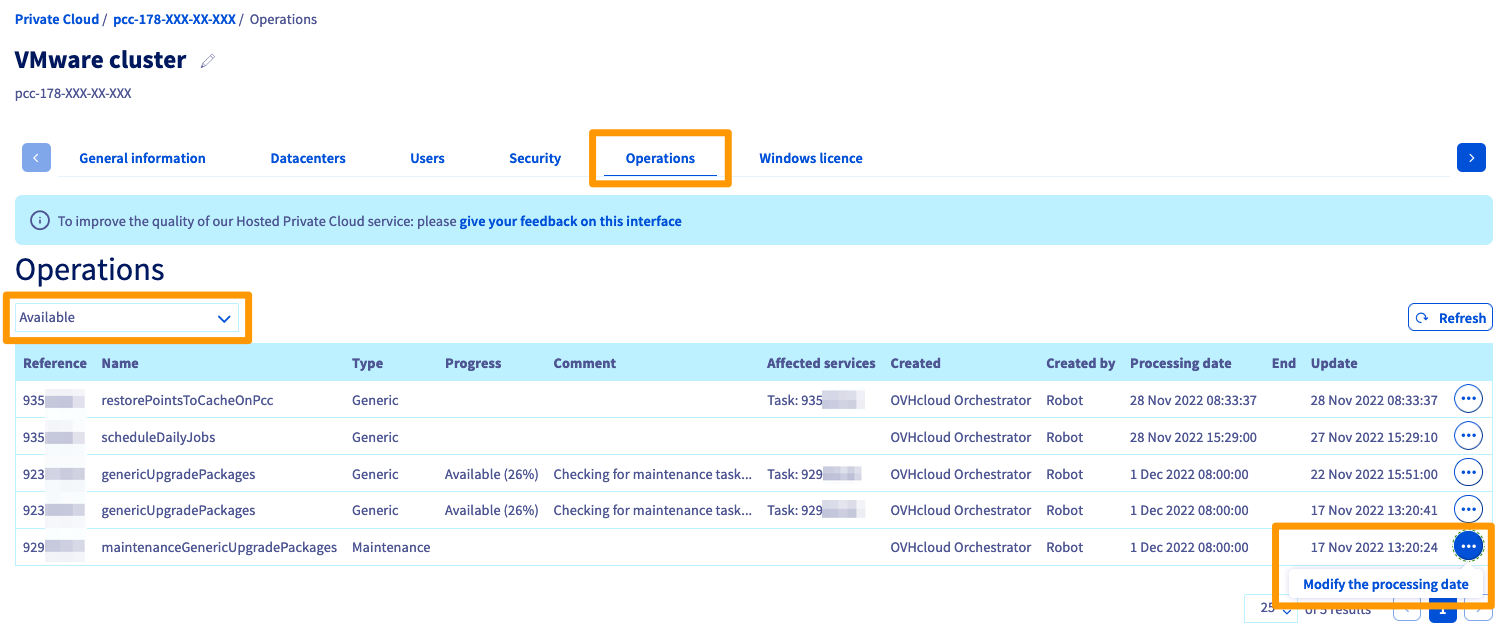 Private Cloud / pcc-178-XXX-XX-XXX / Operations
VMware cluster
pcc-178-XXX-XX-XXX
General information Datacenters Users Security Operations Windows licence
To improve the quality of our Hosted Private Cloud service: please give your feedback on this interface
Operations
Available
Refresh
Reference Name Type Progress Comment Affected services Created Created by Processing date End Update
935 restorePointsToCacheOnPcc Generic Task: 935 OVHcloud Orchestrator Robot 28 Nov 2022 08:33:37 28 Nov 2022 08:33:37
935 scheduleDailyJobs Generic OVHcloud Orchestrator Robot 28 Nov 2022 15:29:00 27 Nov 2022 15:29:10
923 genericUpgradePackages Generic Available (26%) Checking for maintenance task... Task: 929 OVHcloud Orchestrator Robot 1 Dec 2022 08:00:00 22 Nov 2022 15:51:00
923 genericUpgradePackages Generic Available (26%) Checking for maintenance task... Task: 929 OVHcloud Orchestrator Robot 1 Dec 2022 08:00:00 17 Nov 2022 13:20:41
929 maintenanceGenericUpgradePackages Maintenance OVHcloud Orchestrator Robot 1 Dec 2022 08:00:00 17 Nov 2022 13:20:24
Modify the processing date
25 of 5 results 1